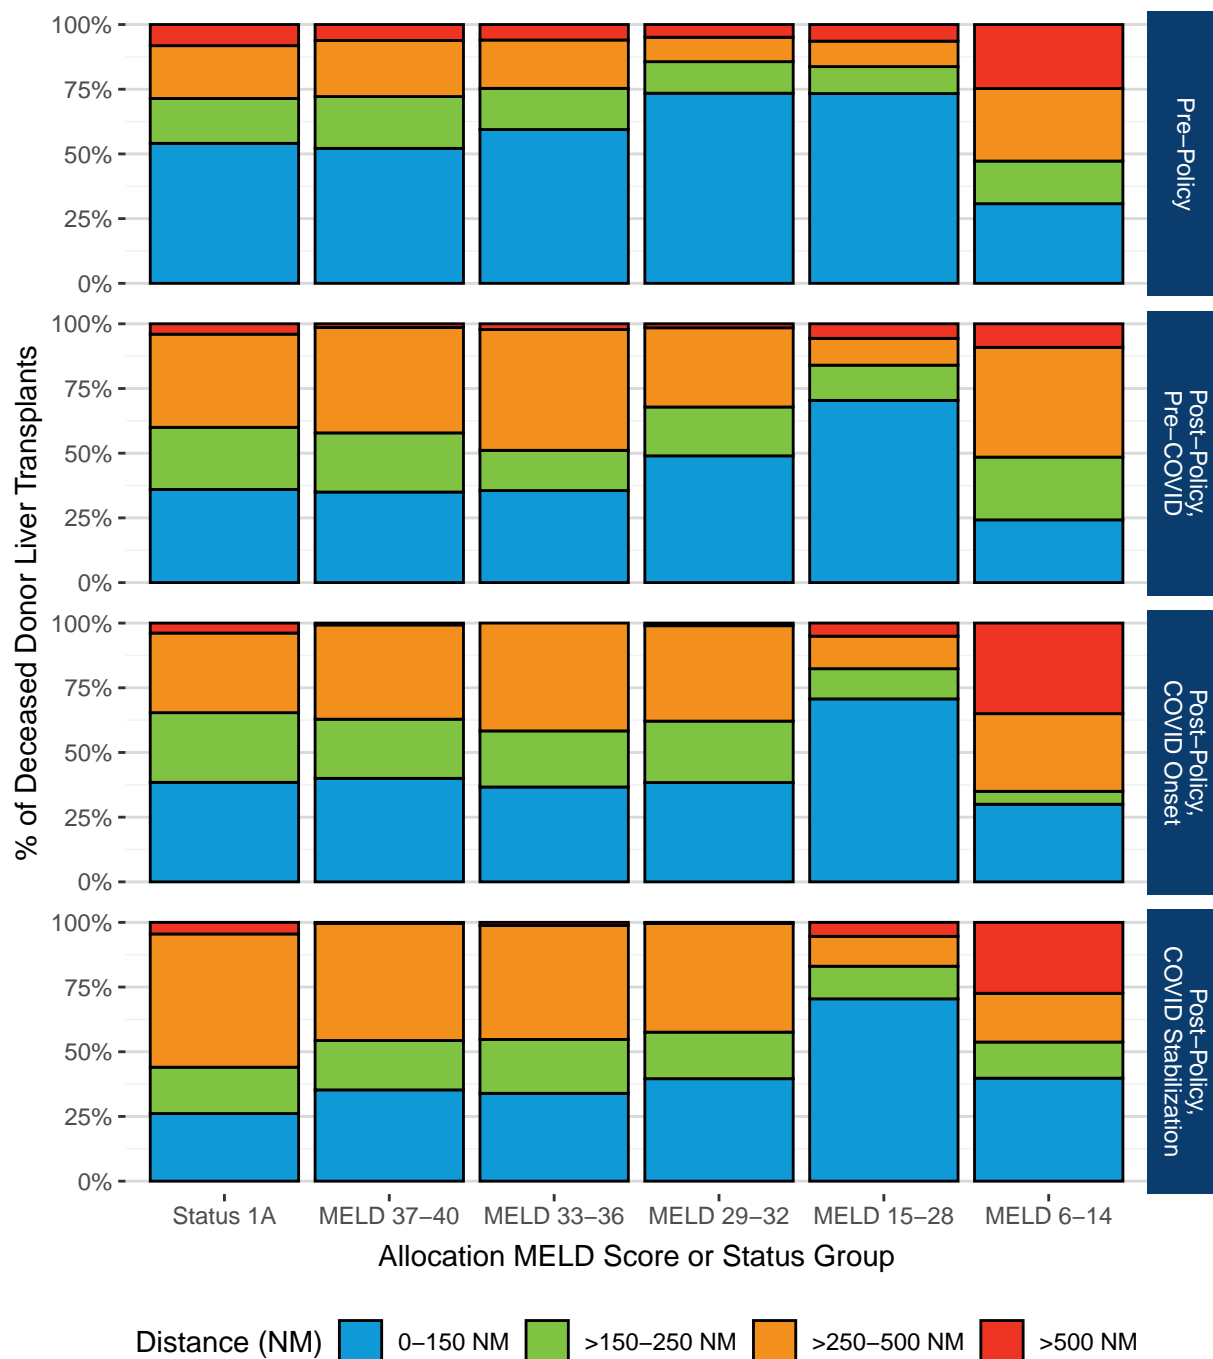 100%
75%
50%
25%
0%
Pre−Policy
100%
75%
50%
25%
0%
Post−Policy,
Pre−COVID
100%
75%
50%
25%
0%
Post−Policy,
COVID Onset
100%
75%
50%
25%
0%
Post−Policy,
COVID Stabilization
% of Deceased Donor Liver Transplants
Status 1A MELD 37−40 MELD 33−36 MELD 29−32 MELD 15−28 MELD 6−14
Allocation MELD Score or Status Group
Distance (NM) 0−150 NM >150−250 NM >250−500 NM >500 NM